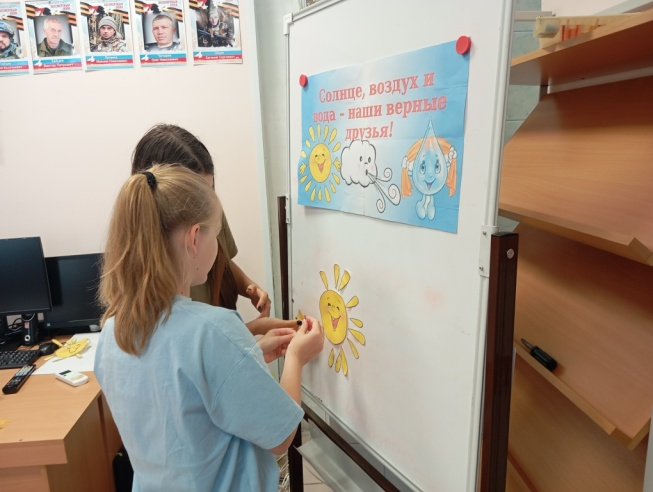 Солнце, воздух и
вода - наши верные
друзья!